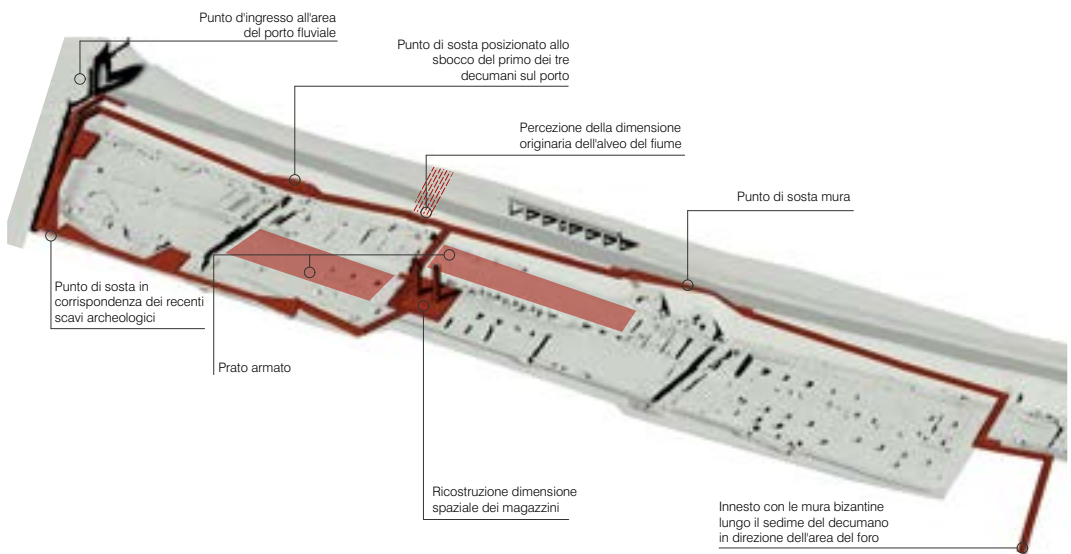 Punto d'ingresso all'area
del porto fluviale
Punto di sosta posizionato allo
sbocco del primo dei tre
decumani sul porto
Percezione della dimensione
originaria dell'alveo del fiume
Punto di sosta mura
Punto di sosta in
corrispondenza dei recenti
scavi archeologici
Prato armato
Ricostruzione dimensione
spaziale dei magazzini
Innesto con le mura bizantine
lungo il sedime del decumano
in direzione dell'area del foro